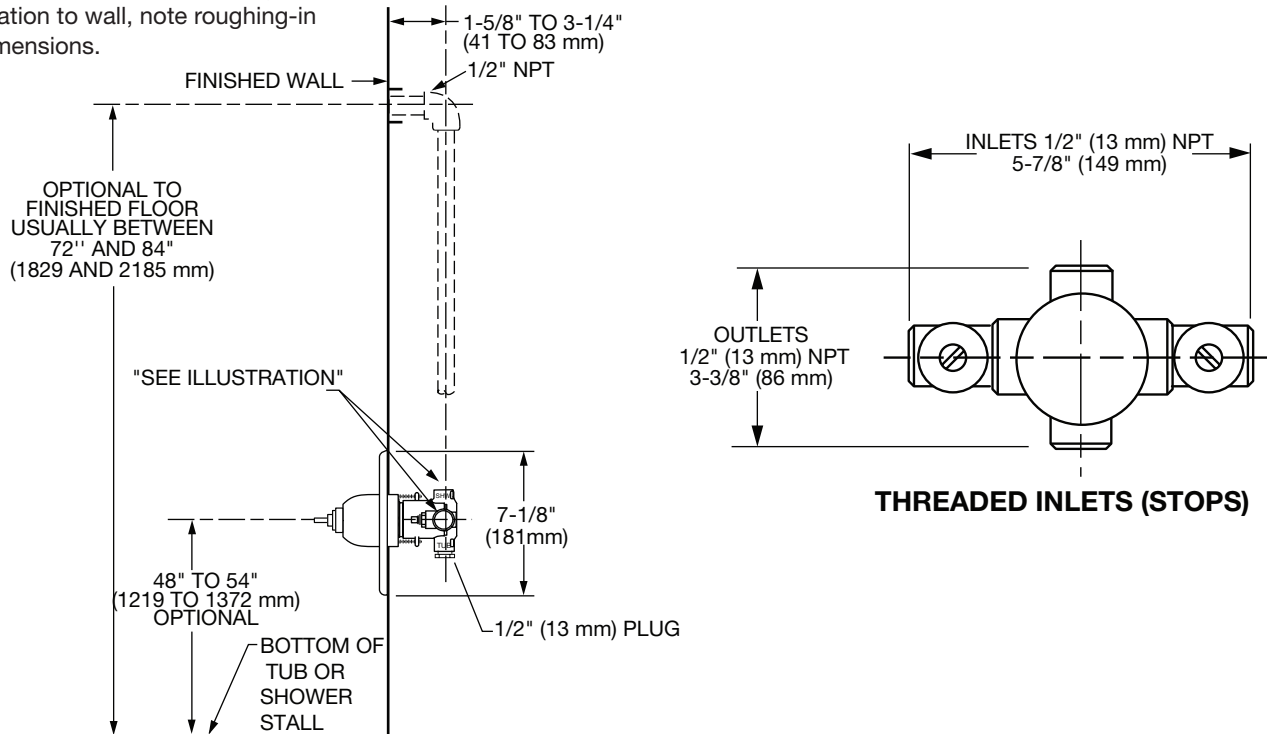 ation to wall, note roughing-in
mensions.
1-5/8" TO 3-1/4"
(41 TO 83 mm)
1/2" NPT
FINISHED WALL
OPTIONAL TO
FINISHED FLOOR
USUALLY BETWEEN
72'' AND 84"
(1829 AND 2185 mm)
"SEE ILLUSTRATION"
SHW
TUB
7-1/8"
(181mm)
48" TO 54"
(1219 TO 1372 mm)
OPTIONAL
1/2" (13 mm) PLUG
BOTTOM OF
TUB OR
SHOWER
STALL
INLETS 1/2" (13 mm) NPT
5-7/8" (149 mm)
OUTLETS
1/2" (13 mm) NPT
3-3/8" (86 mm)
THREADED INLETS (STOPS)